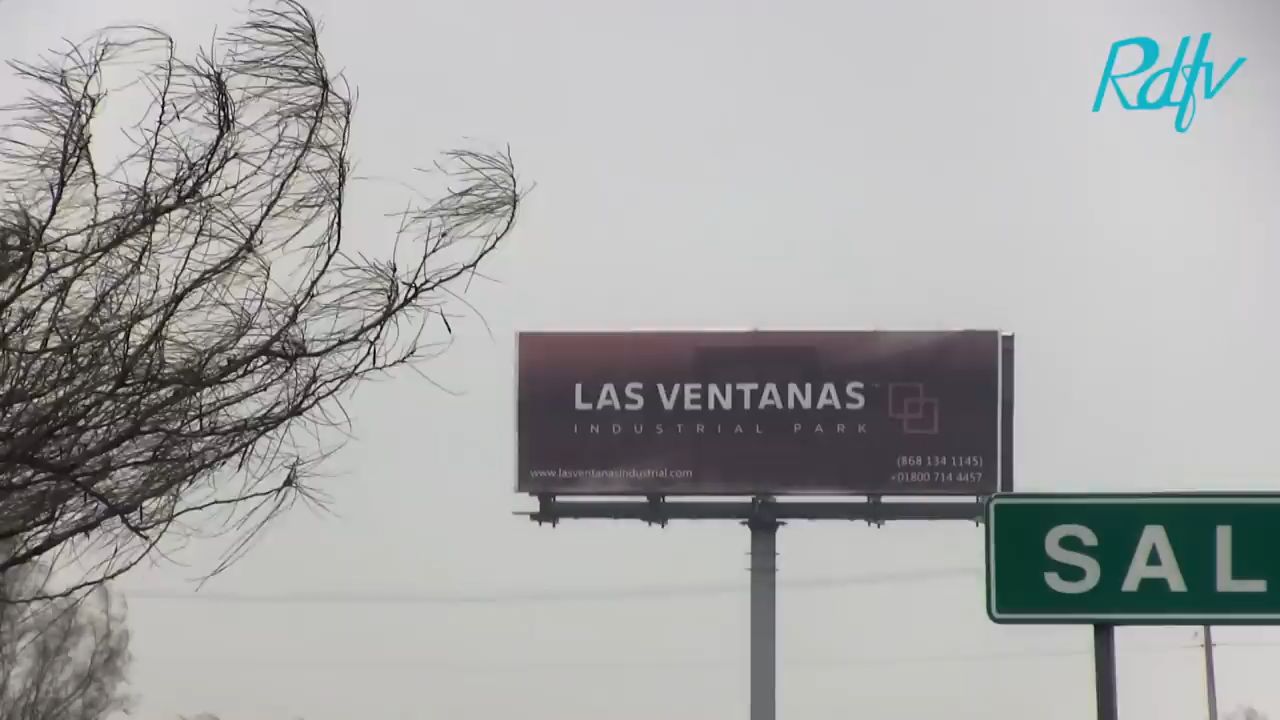 Rdtv
LAS VENTANAS
INDUSTRIAL PARK
(868 134 1145)
www.lasventanasindustrial.com
+01800 714 4457
SAL